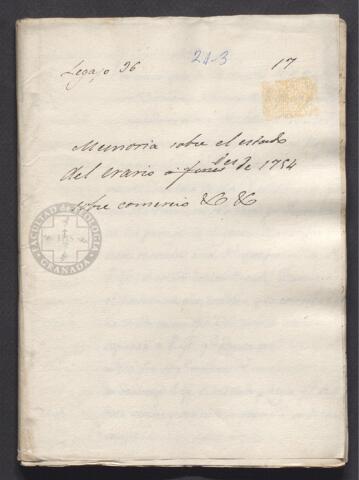 Legajo 96
21-3
17
Memoria sobre el estado
del erario a fines de 1754
sobre comercio & &
FACULTAD DE TEOLOGIA
GRANADA